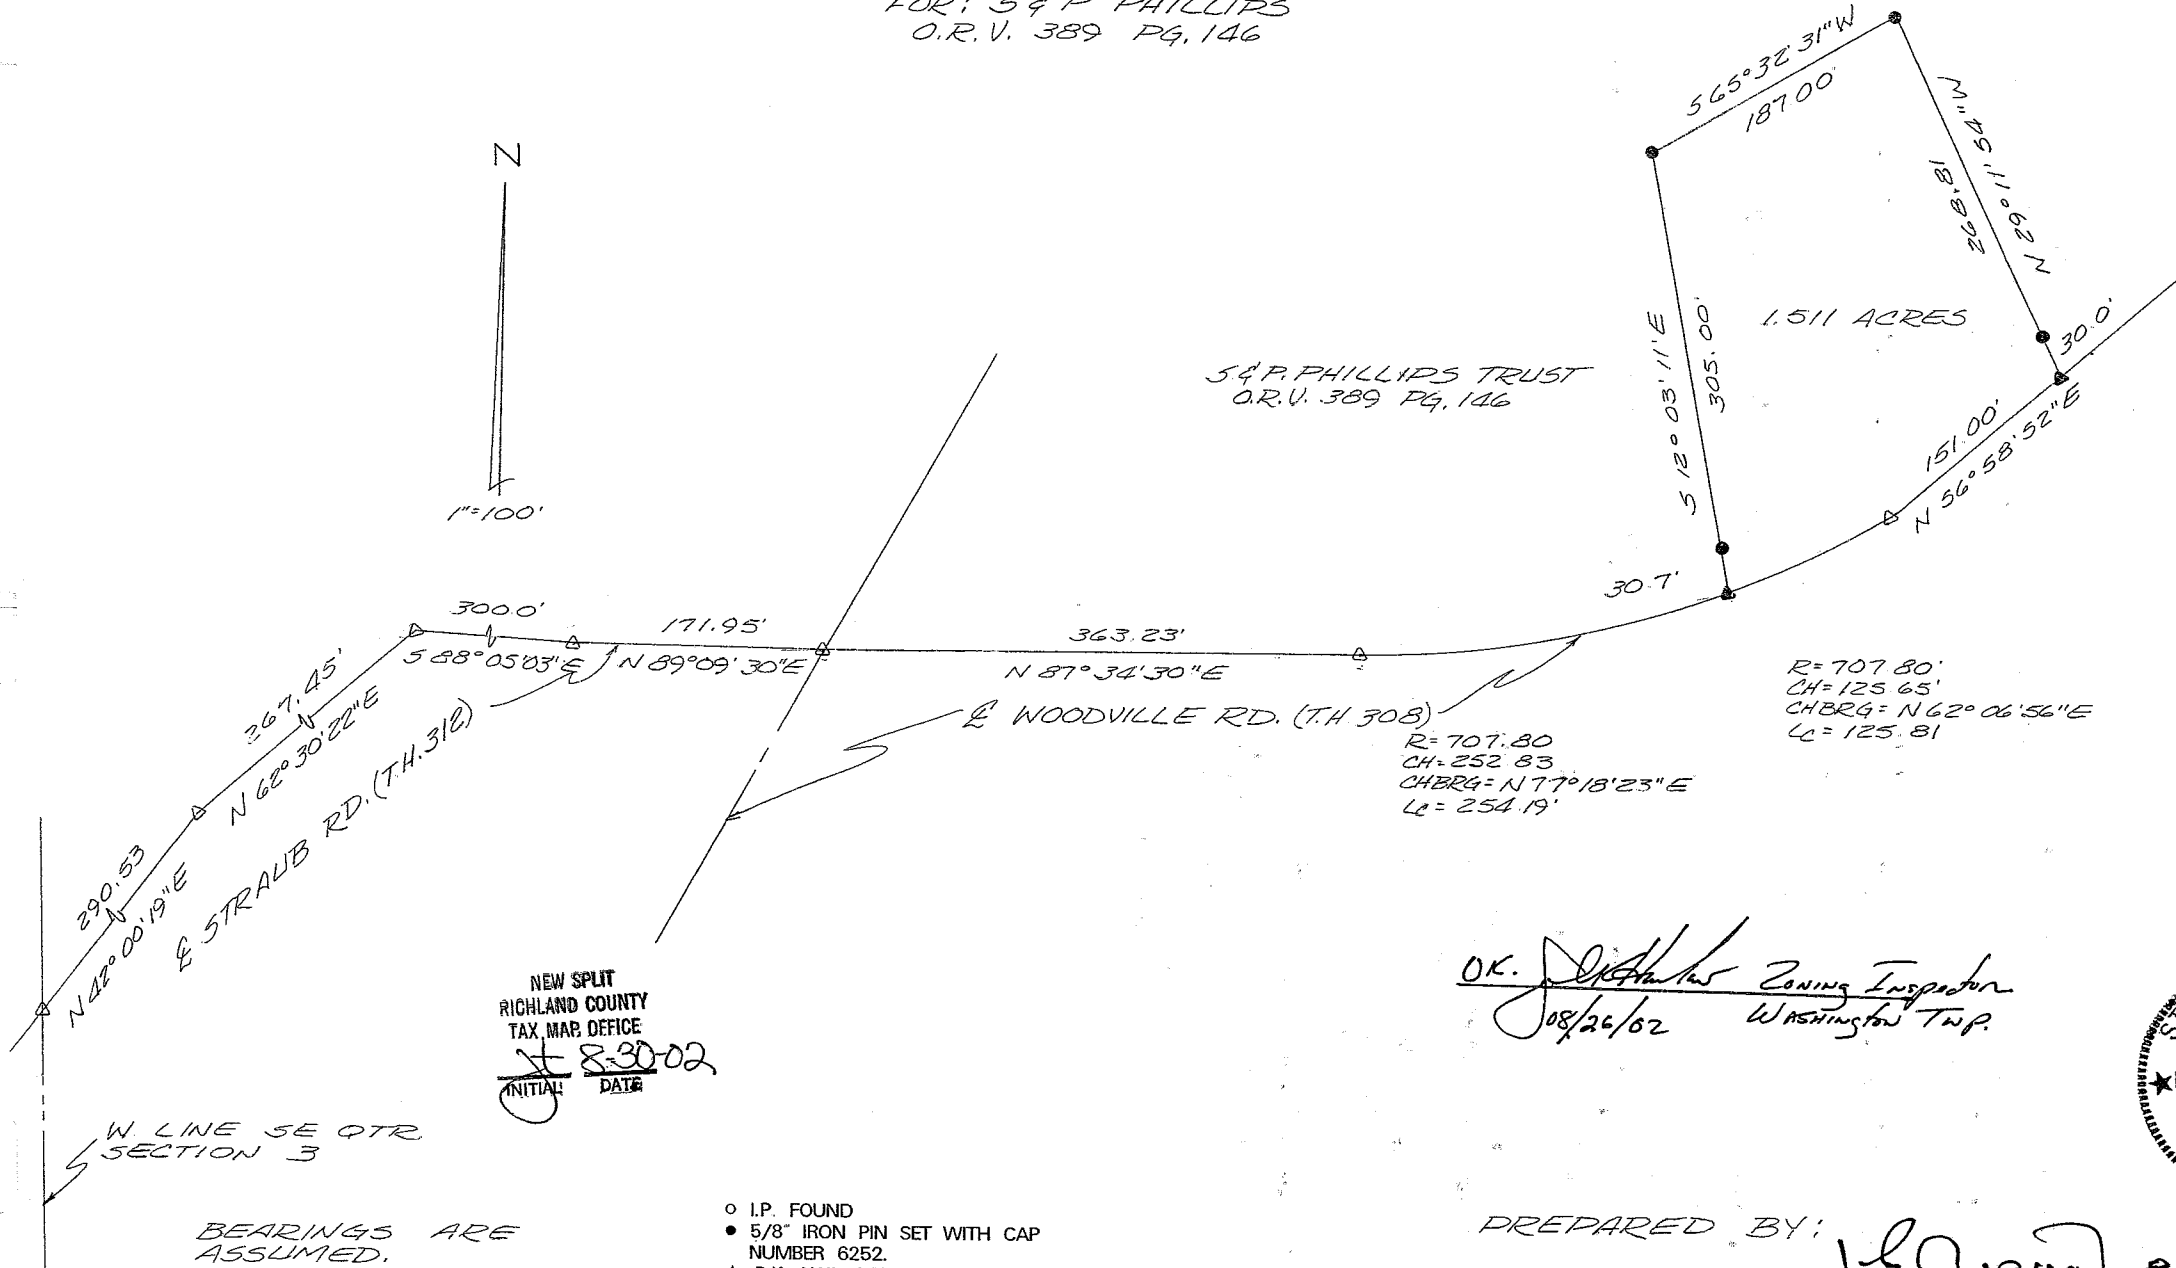 FOR: S & P PHILLIPS
O.R.V. 389 PG. 146
S 65° 32' 31" W
187.00'
N 29° 11' 54" W
268.81
N
1"=100'
S 12° 03' 11" E
305.00'
1.511 ACRES
30.0'
S & P. PHILLIPS TRUST
O.R.V. 389 PG. 146
151.00'
N 56° 58' 52" E
30.7'
300.0'
S 88° 05' 03" E
171.95'
N 89° 09' 30" E
363.23'
N 87° 34' 30" E
267.45'
N 62° 30' 22" E
290.53
N 42° 00' 19" E
℄ STRAUB RD. (T.H. 312)
℄ WOODVILLE RD. (T.H. 308)
R= 707.80'
CH= 125.65'
CHBRG= N 62° 06' 56" E
Lc= 125.81
R= 707.80
CH= 252.83
CHBRG= N 77° 18' 23" E
Lc= 254.19'
NEW SPLIT
RICHLAND COUNTY
TAX MAP OFFICE
8-30-02
INITIAL DATE
OK. Zoning Inspector
08/26/02 Washington Twp.
W. LINE SE QTR.
SECTION 3
BEARINGS ARE
ASSUMED.
○ I.P. FOUND
● 5/8" IRON PIN SET WITH CAP
NUMBER 6252.
PREPARED BY: